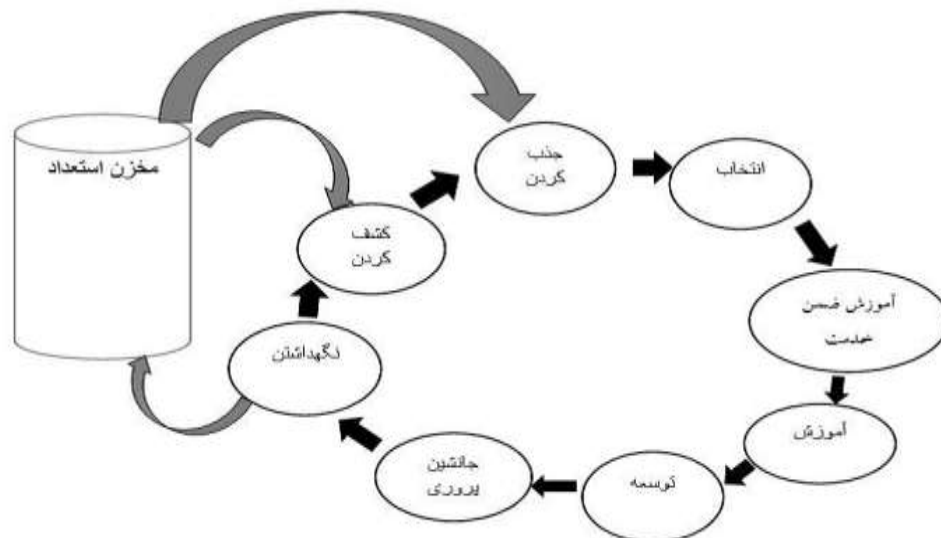 مخزن استعداد
جذب
کردن
انتخاب
کشف
کردن
آموزش ضمن
خدمت
نگهداشتن
آموزش
جانشین
پروری
توسعه